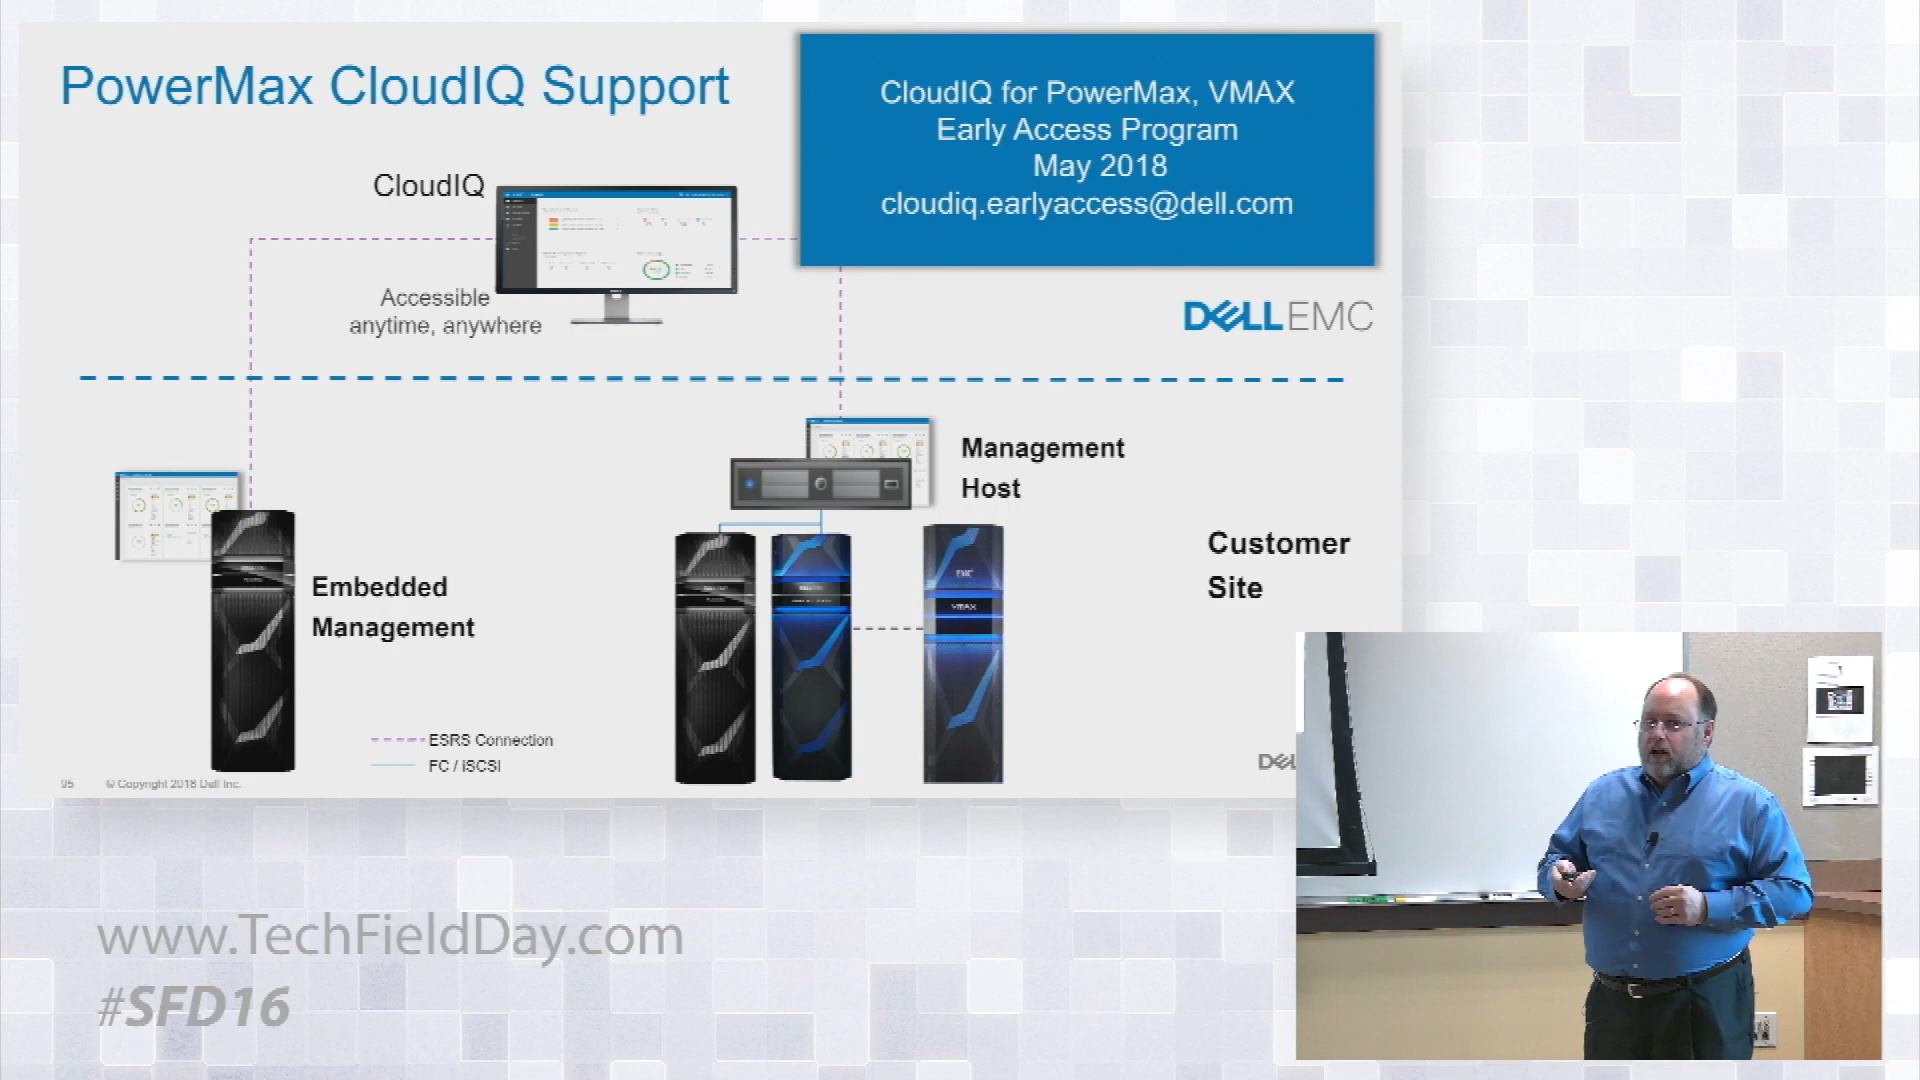 PowerMax CloudIQ Support
CloudIQ for PowerMax, VMAX
Early Access Program
May 2018
cloudiq.earlyaccess@dell.com
CloudIQ
Accessible
anytime, anywhere
DELLEMC
Management
Host
Customer
Site
Embedded
Management
EMC
VMAX
ESRS Connection
FC / iSCSI
95 © Copyright 2018 Dell Inc.
www.TechFieldDay.com
#SFD16